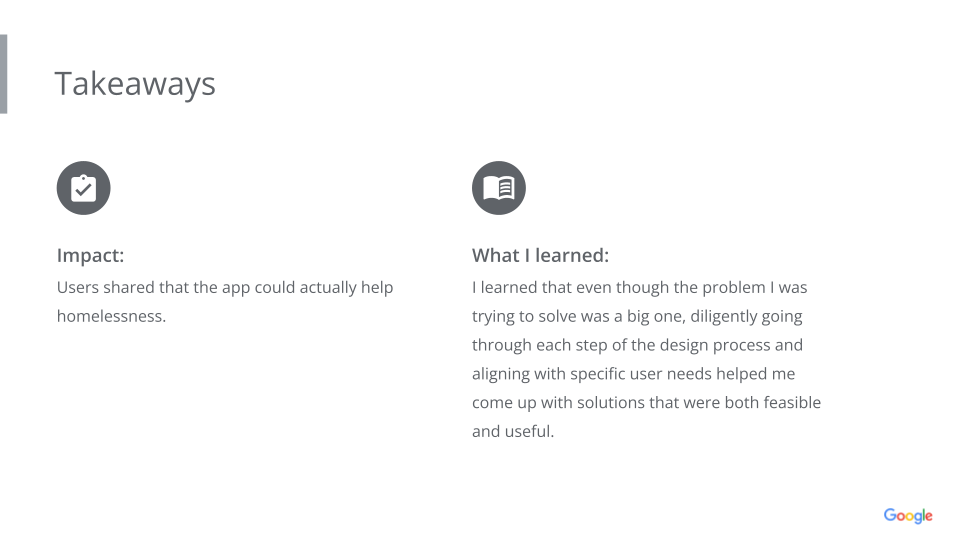 Takeaways
Impact:
Users shared that the app could actually help
homelessness.
What I learned:
I learned that even though the problem I was
trying to solve was a big one, diligently going
through each step of the design process and
aligning with specific user needs helped me
come up with solutions that were both feasible
and useful.
Google